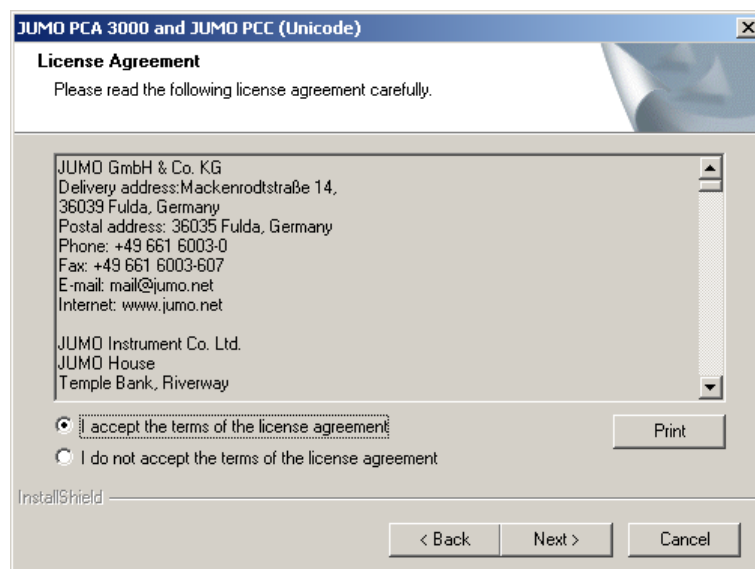 JUMO PCA 3000 and JUMO PCC (Unicode)
License Agreement
Please read the following license agreement carefully.
JUMO GmbH & Co. KG
Delivery address:Mackenrodtstraße 14,
36039 Fulda, Germany
Postal address: 36035 Fulda, Germany
Phone: +49 661 6003-0
Fax: +49 661 6003-607
E-mail: mail@jumo.net
Internet: www.jumo.net
JUMO Instrument Co. Ltd.
JUMO House
Temple Bank, Riverway
I accept the terms of the license agreement
Print
I do not accept the terms of the license agreement
InstallShield
< Back Next > Cancel